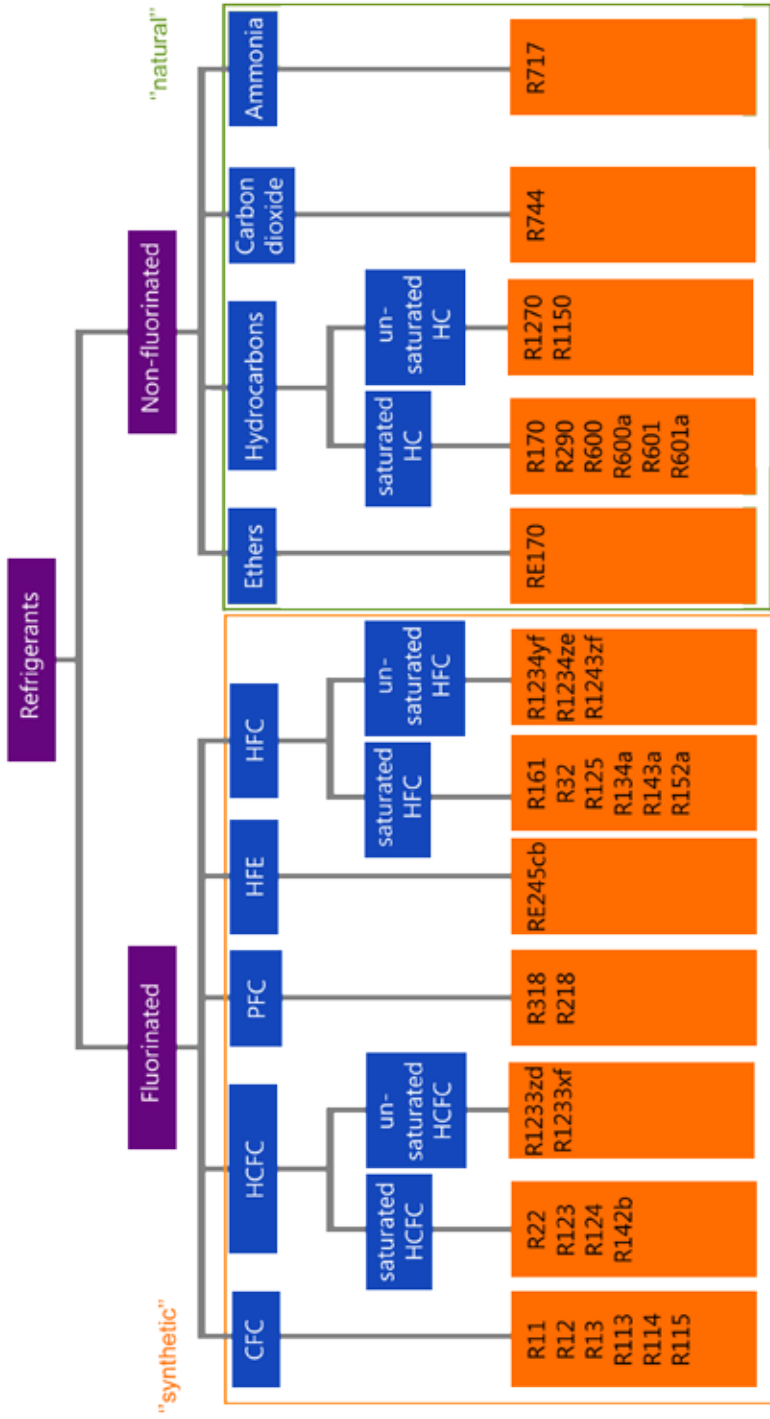 Refrigerants
Fluorinated
Non-fluorinated
"synthetic"
"natural"
CFC
HCFC
PFC
HFE
HFC
Ethers
Hydrocarbons
Carbon
dioxide
Ammonia
saturated
HCFC
un-
saturated
HCFC
saturated
HFC
un-
saturated
HFC
saturated
HC
un-
saturated
HC
R11
R12
R13
R113
R114
R115
R22
R123
R124
R142b
R1233zd
R1233xf
R318
R218
RE245cb
R161
R32
R125
R134a
R143a
R152a
R1234yf
R1234ze
R1243zf
RE170
R170
R290
R600
R600a
R601
R601a
R1270
R1150
R744
R717